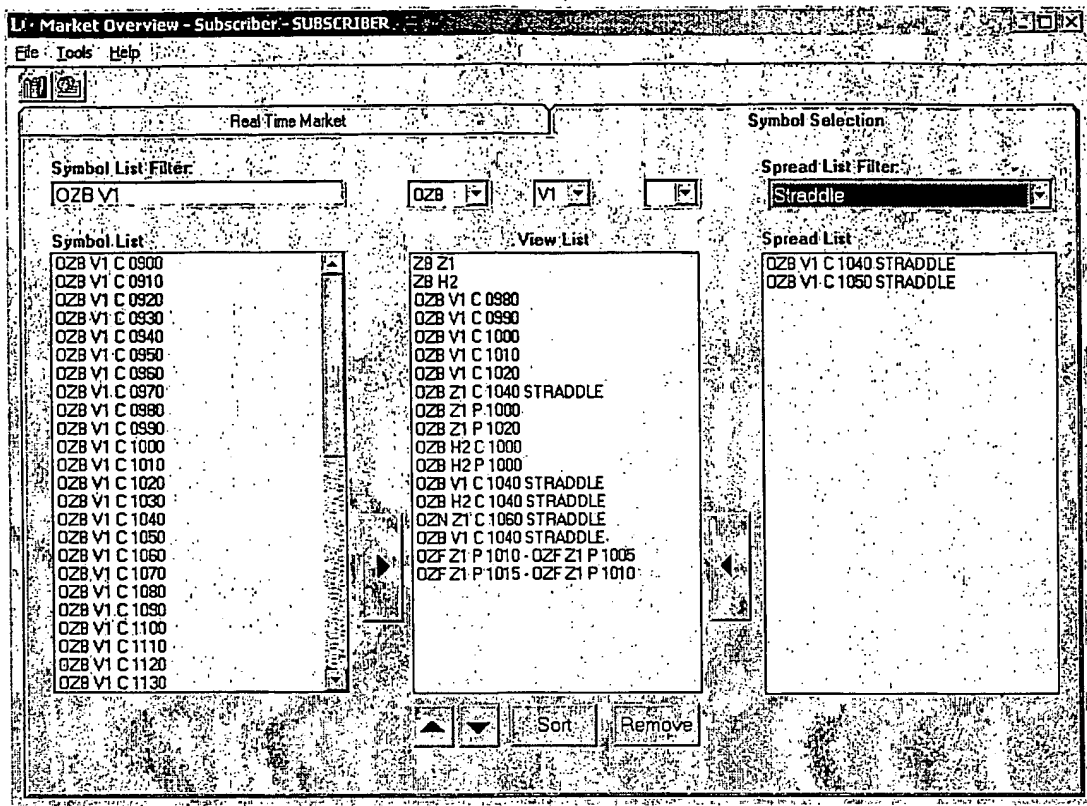 Market Overview - Subscriber - SUBSCRIBER
File Tools Help
Real Time Market
Symbol Selection
Symbol List Filter:
OZB V1
OZB
V1
Spread List Filter:
Straddle
Symbol List
OZB V1 C 0900
OZB V1 C 0910
OZB V1 C 0920
OZB V1 C 0930
OZB V1 C 0940
OZB V1 C 0950
OZB V1 C 0960
OZB V1 C 0970
OZB V1 C 0980
OZB V1 C 0990
OZB V1 C 1000
OZB V1 C 1010
OZB V1 C 1020
OZB V1 C 1030
OZB V1 C 1040
OZB V1 C 1050
OZB V1 C 1060
OZB V1 C 1070
OZB V1 C 1080
OZB V1 C 1090
OZB V1 C 1100
OZB V1 C 1110
OZB V1 C 1120
OZB V1 C 1130
View List
ZB Z1
ZB H2
OZB V1 C 0980
OZB V1 C 0990
OZB V1 C 1000
OZB V1 C 1010
OZB V1 C 1020
OZB Z1 C 1040 STRADDLE
OZB Z1 P 1000
OZB Z1 P 1020
OZB H2 C 1000
OZB H2 P 1000
OZB V1 C 1040 STRADDLE
OZB H2 C 1040 STRADDLE
OZN Z1 C 1060 STRADDLE
OZB V1 C 1040 STRADDLE
OZF Z1 P 1010 - OZF Z1 P 1005
OZF Z1 P 1015 - OZF Z1 P 1010
Spread List
OZB V1 C 1040 STRADDLE
OZB V1 C 1050 STRADDLE
Sort
Remove